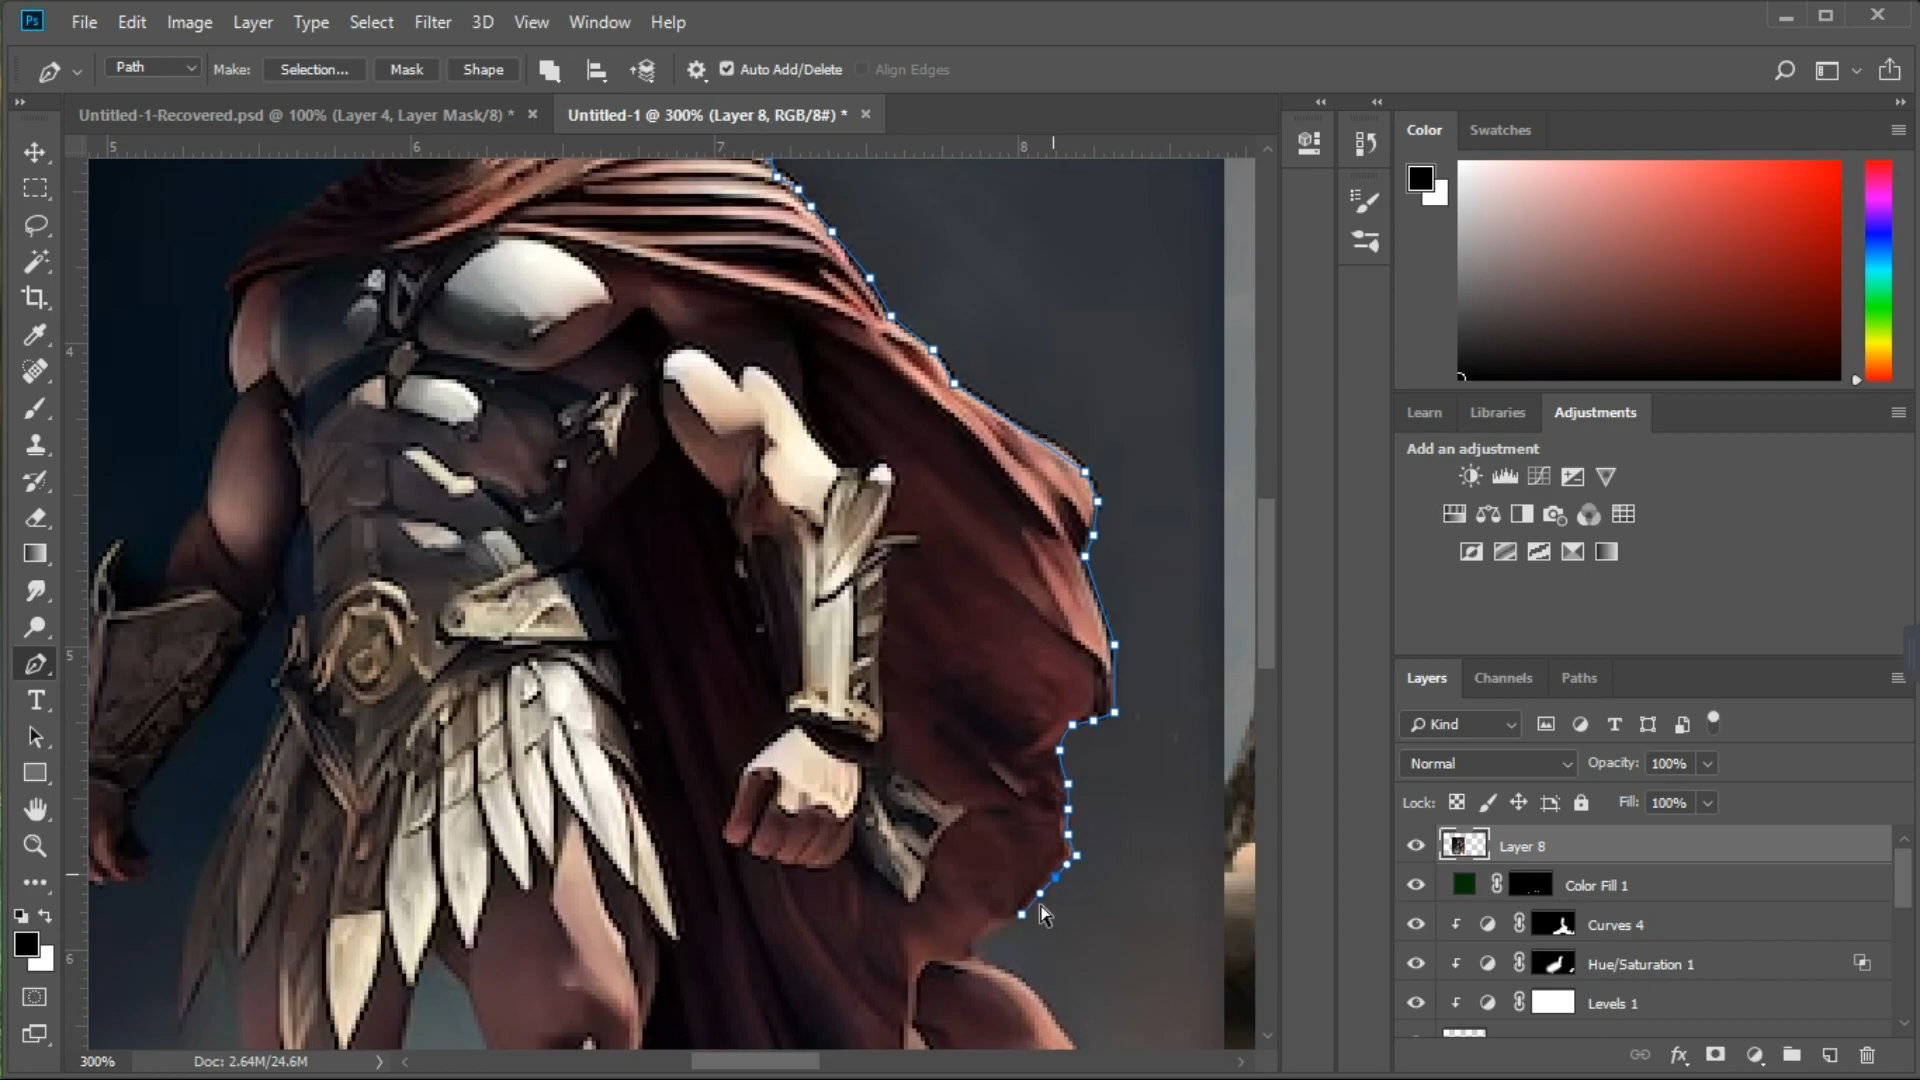 Ps File Edit Image Layer Type Select Filter 3D View Window Help
Path Make: Selection... Mask Shape Auto Add/Delete Align Edges
Untitled-1-Recovered.psd @ 100% (Layer 4, Layer Mask/8) * Untitled-1 @ 300% (Layer 8, RGB/8#) *
5 6 7 8
4
5
6
Color Swatches
Learn Libraries Adjustments
Add an adjustment
Layers Channels Paths
Kind
Normal Opacity: 100%
Lock: Fill: 100%
Layer 8
Color Fill 1
Curves 4
Hue/Saturation 1
Levels 1
300% Doc: 2.64M/24.6M